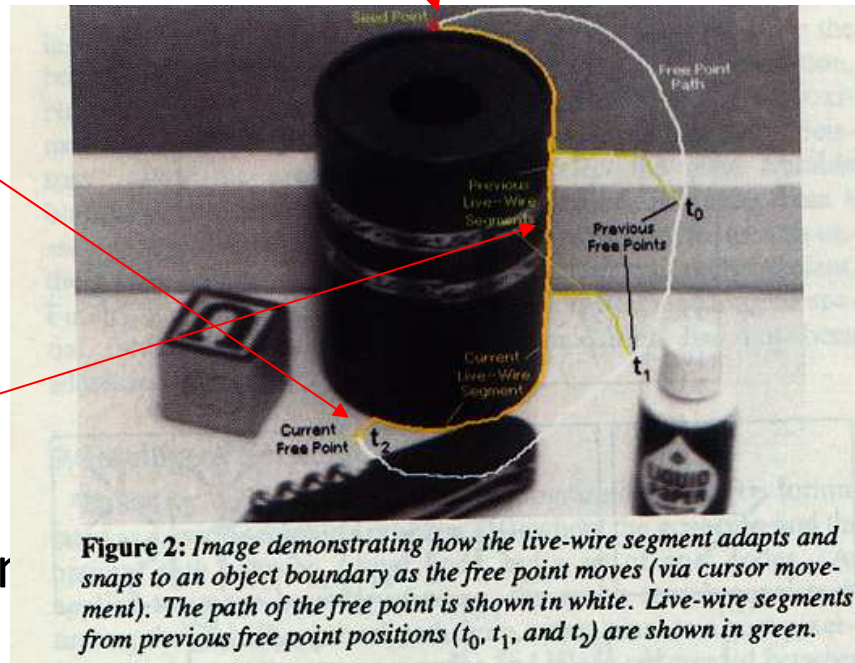 Seed Point
Free Point
Path
Previous
Live-Wire
Segments
t0
Previous
Free Points
t1
Current
Live-Wire
Segment
Current
Free Point
t2
LIQUID
PAPER
Figure 2: Image demonstrating how the live-wire segment adapts and
snaps to an object boundary as the free point moves (via cursor move-
ment). The path of the free point is shown in white. Live-wire segments
from previous free point positions (t0, t1, and t2) are shown in green.